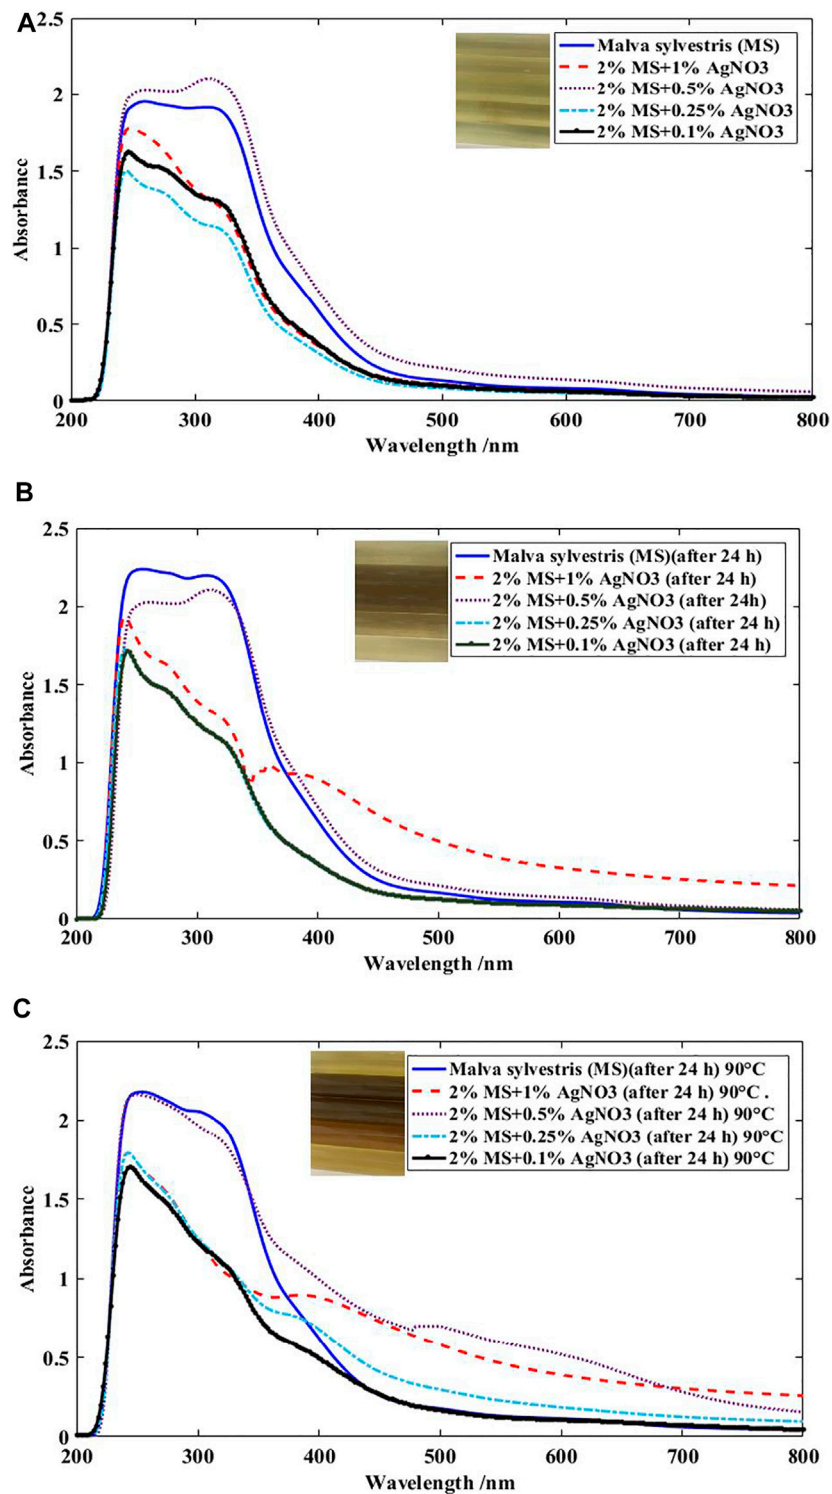 A
2.5
2
1.5
1
0.5
0
Absorbance
200 300 400 500 600 700 800
Wavelength /nm
Malva sylvestris (MS)
2% MS+1% AgNO3
2% MS+0.5% AgNO3
2% MS+0.25% AgNO3
2% MS+0.1% AgNO3
B
2.5
2
1.5
1
0.5
0
Absorbance
200 300 400 500 600 700 800
Wavelength /nm
Malva sylvestris (MS)(after 24 h)
2% MS+1% AgNO3 (after 24 h)
2% MS+0.5% AgNO3 (after 24h)
2% MS+0.25% AgNO3 (after 24 h)
2% MS+0.1% AgNO3 (after 24 h)
C
2.5
2
1.5
1
0.5
0
Absorbance
200 300 400 500 600 700 800
Wavelength /nm
Malva sylvestris (MS)(after 24 h) 90°C
2% MS+1% AgNO3 (after 24 h) 90°C .
2% MS+0.5% AgNO3 (after 24 h) 90°C
2% MS+0.25% AgNO3 (after 24 h) 90°C
2% MS+0.1% AgNO3 (after 24 h) 90°C